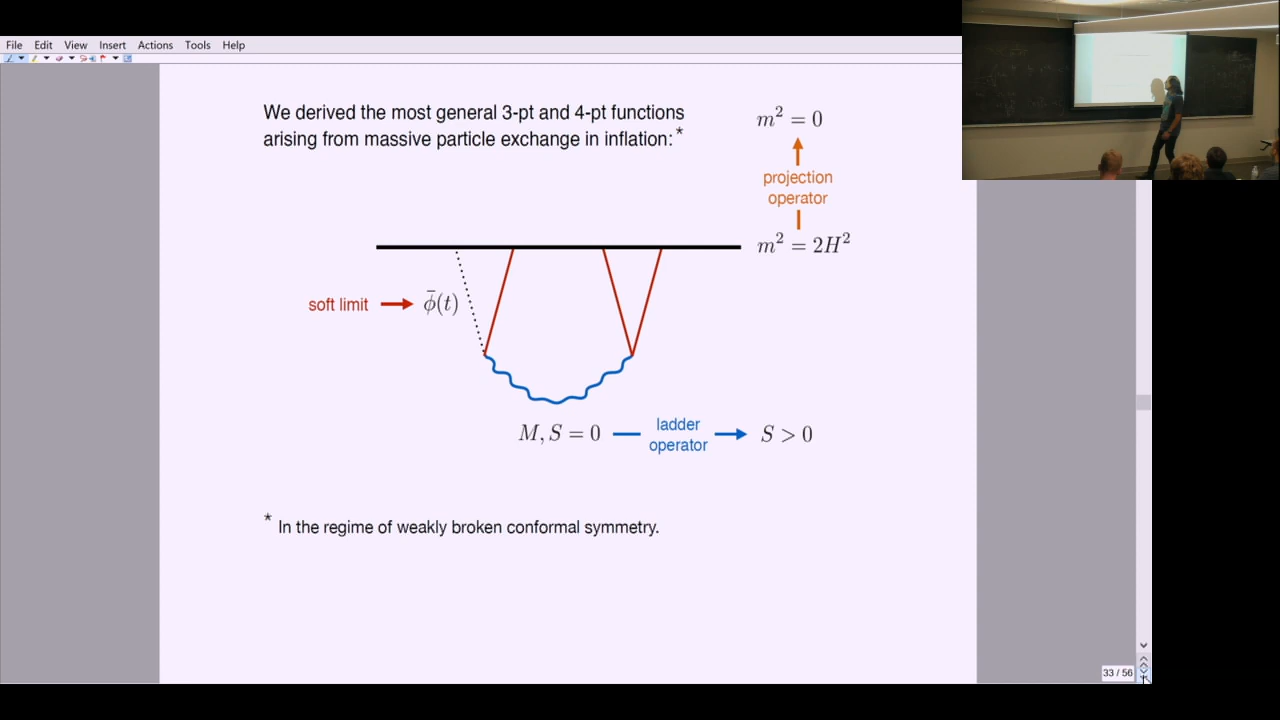 File Edit View Insert Actions Tools Help
We derived the most general 3-pt and 4-pt functions
arising from massive particle exchange in inflation:*
m² = 0
projection
operator
m² = 2H²
soft limit
ϕ̄(t)
M, S = 0
ladder
operator
S > 0
* In the regime of weakly broken conformal symmetry.
33 / 56